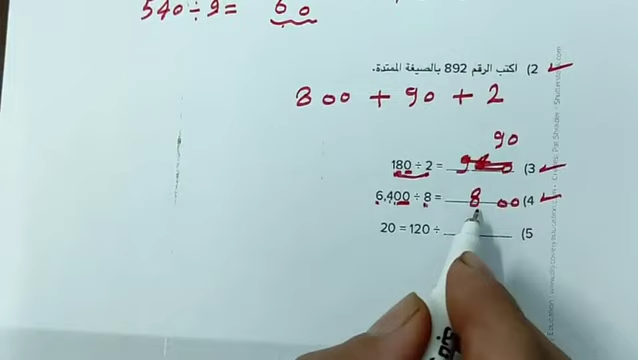 540 ÷ 9 = 60
2) اكتب الرقم 892 بالصيغة الممتدة.
800 + 90 + 2
90
180 ÷ 2 = (3
6,400 ÷ 8 = 800 (4
20 = 120 ÷ (5